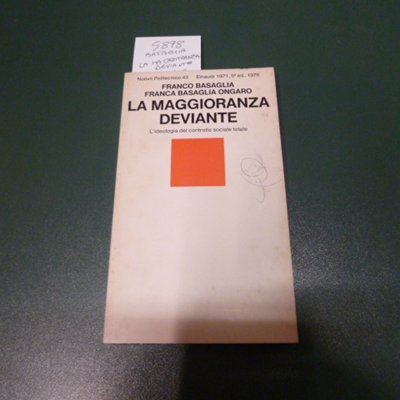 5878
BASAGLIA
LA MAGGIORANZA
DEVIANTE
Nuovo Politecnico 43 Einaudi 1971, 5ª ed., 1976
FRANCO BASAGLIA
FRANCA BASAGLIA ONGARO
LA MAGGIORANZA
DEVIANTE
L'ideologia del controllo sociale totale